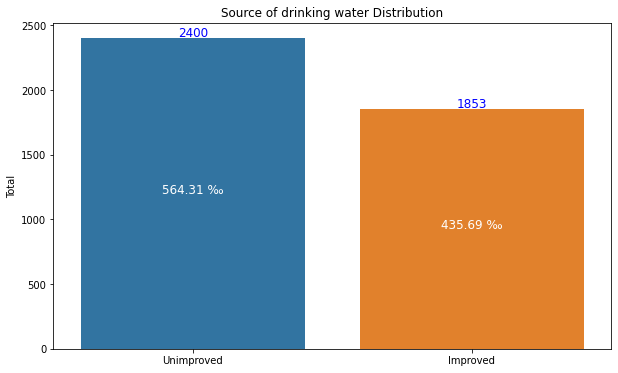 Source of drinking water Distribution
2500
2400
2000
1853
1500
Total
564.31 ‰
1000
435.69 ‰
500
0
Unimproved
Improved